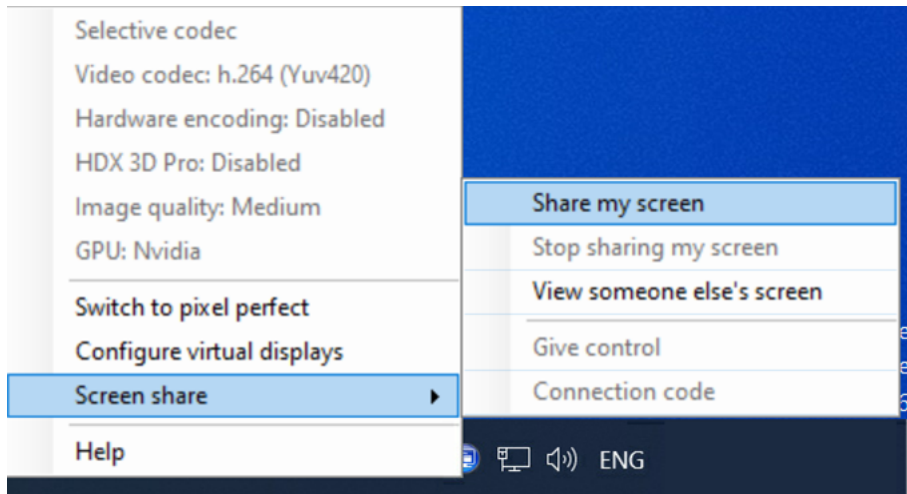 Selective codec
Video codec: h.264 (Yuv420)
Hardware encoding: Disabled
HDX 3D Pro: Disabled
Image quality: Medium
GPU: Nvidia
Switch to pixel perfect
Configure virtual displays
Screen share
Help
Share my screen
Stop sharing my screen
View someone else's screen
Give control
Connection code
ENG